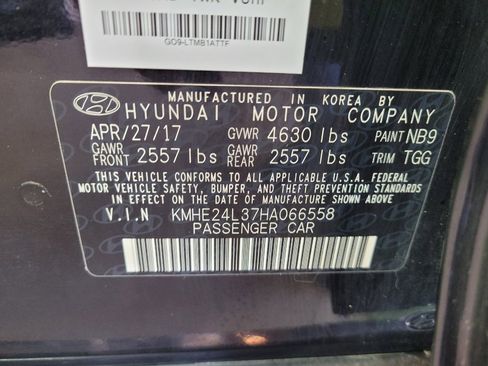 GO9-LTMB1ATTF
MANUFACTURED IN KOREA BY
HYUNDAI MOTOR COMPANY
APR/27/17 GVWR 4630 lbs PAINT NB9
GAWR FRONT 2557 lbs GAWR REAR 2557 lbs TRIM TGG
THIS VEHICLE CONFORMS TO ALL APPLICABLE U.S.A. FEDERAL
MOTOR VEHICLE SAFETY, BUMPER, AND THEFT PREVENTION STANDARDS
IN EFFECT ON THE DATE OF MANUFACTURE SHOWN ABOVE.
V.I.N KMHE24L37HA066558
PASSENGER CAR